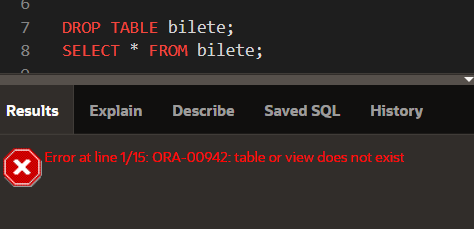 6
7 DROP TABLE bilete;
8 SELECT * FROM bilete;
Results Explain Describe Saved SQL History
Error at line 1/15: ORA-00942: table or view does not exist